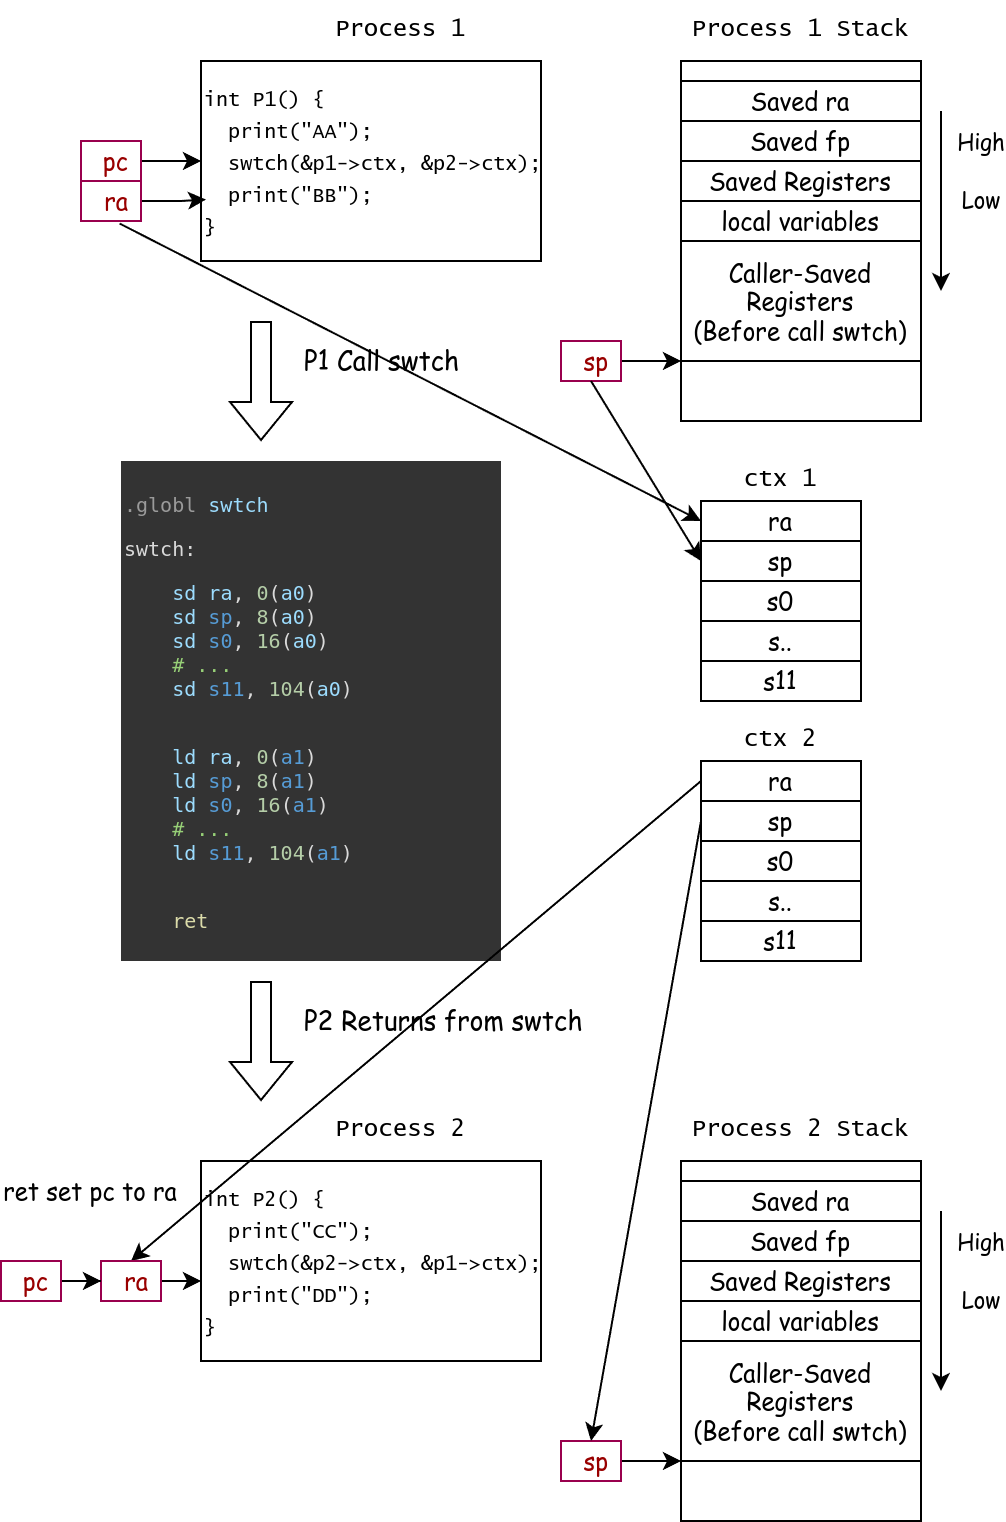 Process 1
int P1() {
print("AA");
swtch(&p1->ctx, &p2->ctx);
print("BB");
}
pc
ra
Process 1 Stack
Saved ra
Saved fp
Saved Registers
local variables
Caller-Saved
Registers
(Before call swtch)
High
Low
sp
P1 Call swtch
.globl swtch
swtch:
sd ra, 0(a0)
sd sp, 8(a0)
sd s0, 16(a0)
# ...
sd s11, 104(a0)
ld ra, 0(a1)
ld sp, 8(a1)
ld s0, 16(a1)
# ...
ld s11, 104(a1)
ret
ctx 1
ra
sp
s0
s..
s11
ctx 2
ra
sp
s0
s..
s11
P2 Returns from swtch
Process 2
ret set pc to ra
pc
ra
int P2() {
print("CC");
swtch(&p2->ctx, &p1->ctx);
print("DD");
}
Process 2 Stack
Saved ra
Saved fp
Saved Registers
local variables
Caller-Saved
Registers
(Before call swtch)
High
Low
sp